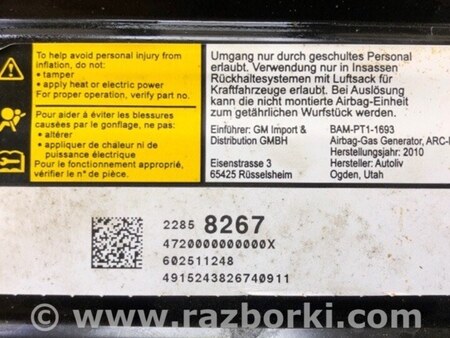 To help avoid personal injury from
inflation, do not:
• tamper
• apply heat or electric power
For proper operation, verify part no.
Pour aider à éviter les blessures
causées par le gonflage, ne pas:
• altérer
• appliquer de chaleur ni de
puissance électrique
Pour le fonctionnement approprié,
vérifier le n° de pièce.
Umgang nur durch geschultes Personal
erlaubt. Verwendung nur in Insassen
Rückhaltesystemen mit Luftsack für
Kraftfahrzeuge erlaubt. Bei Auslösung
kann die nicht montierte Airbag-Einheit
zum gefährlichen Wurfstück werden.
Einführer: GM Import &
Distribution GMBH
Eisenstrasse 3
65425 Rüsselsheim
BAM-PT1-1693
Airbag-Gas Generator, ARC-
Herstellungsjahr: 2010
Hersteller: Autoliv
Ogden, Utah
2285 8267
4720000000000X
602511248
4915243826740911
© www.razborki.com/